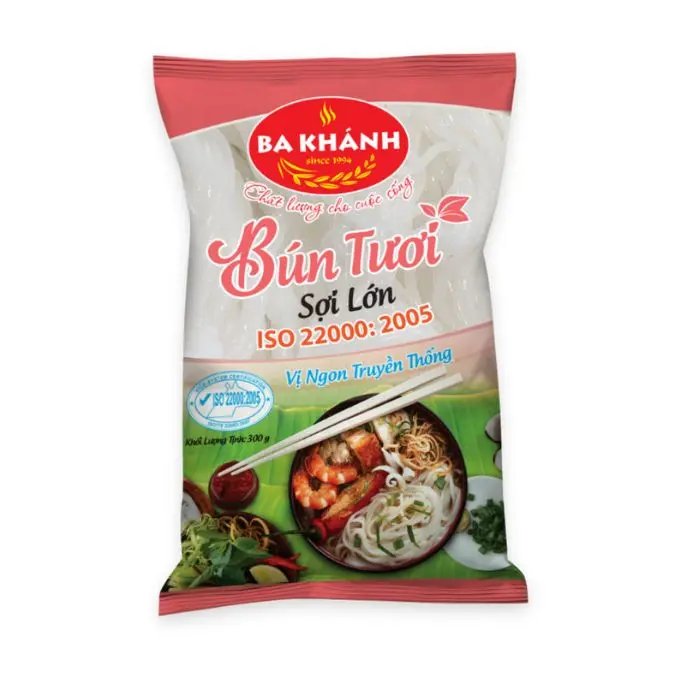 BA KHÁNH
since 1994
Chất lượng cho cuộc sống
Bún Tươi
Sợi Lớn
ISO 22000: 2005
Vị Ngon Truyền Thống
ISO 22000:2005
Khối Lượng Tịnh: 300 g